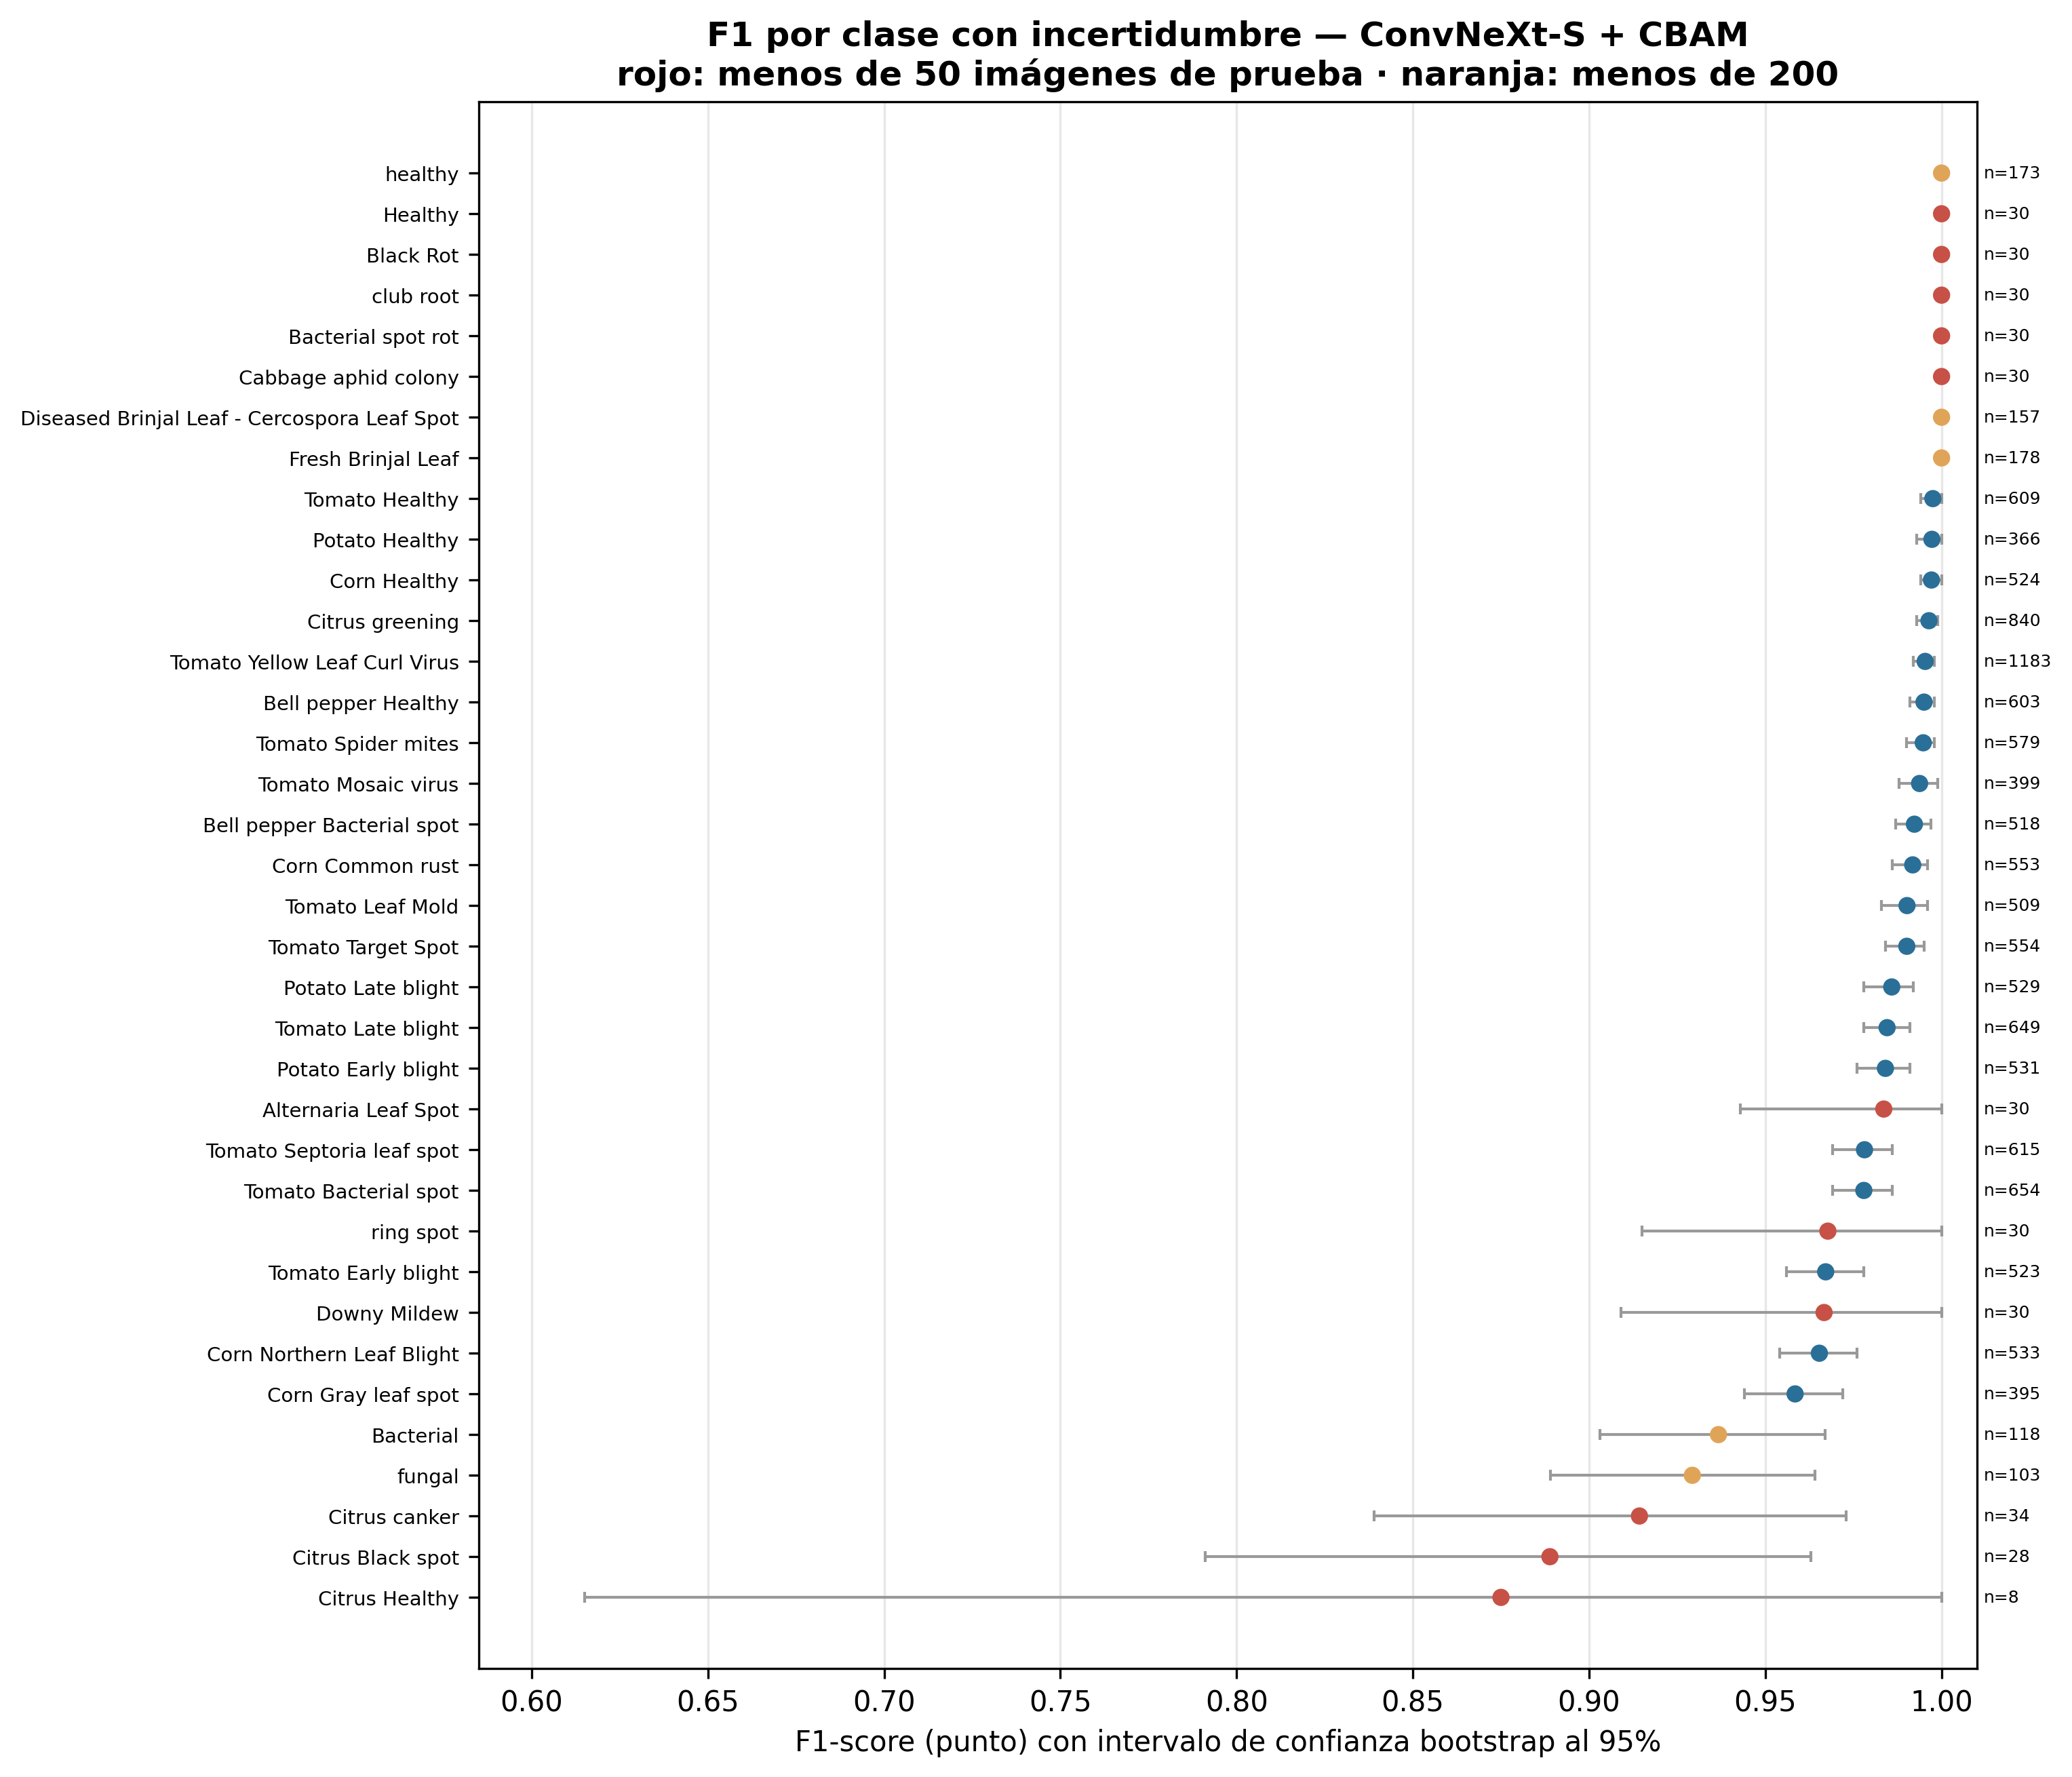 F1 por clase con incertidumbre — ConvNeXt-S + CBAM
rojo: menos de 50 imágenes de prueba · naranja: menos de 200
healthy n=173
Healthy n=30
Black Rot n=30
club root n=30
Bacterial spot rot n=30
Cabbage aphid colony n=30
Diseased Brinjal Leaf - Cercospora Leaf Spot n=157
Fresh Brinjal Leaf n=178
Tomato Healthy n=609
Potato Healthy n=366
Corn Healthy n=524
Citrus greening n=840
Tomato Yellow Leaf Curl Virus n=1183
Bell pepper Healthy n=603
Tomato Spider mites n=579
Tomato Mosaic virus n=399
Bell pepper Bacterial spot n=518
Corn Common rust n=553
Tomato Leaf Mold n=509
Tomato Target Spot n=554
Potato Late blight n=529
Tomato Late blight n=649
Potato Early blight n=531
Alternaria Leaf Spot n=30
Tomato Septoria leaf spot n=615
Tomato Bacterial spot n=654
ring spot n=30
Tomato Early blight n=523
Downy Mildew n=30
Corn Northern Leaf Blight n=533
Corn Gray leaf spot n=395
Bacterial n=118
fungal n=103
Citrus canker n=34
Citrus Black spot n=28
Citrus Healthy n=8
0.60 0.65 0.70 0.75 0.80 0.85 0.90 0.95 1.00
F1-score (punto) con intervalo de confianza bootstrap al 95%